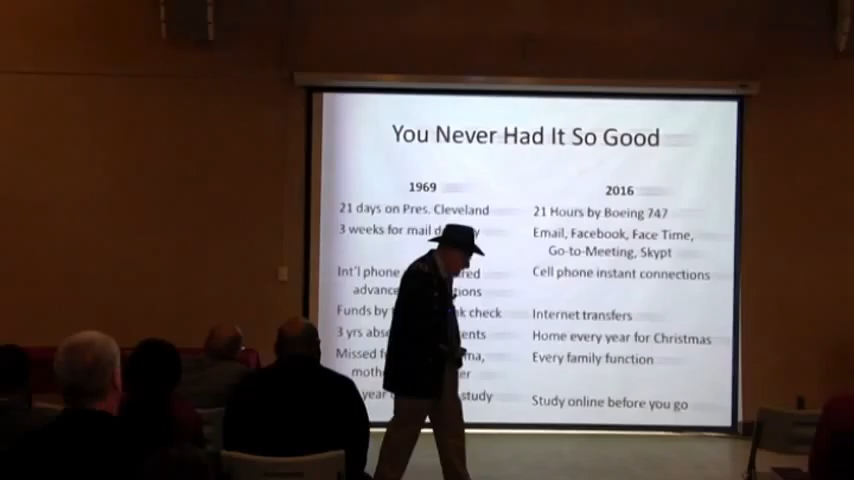 You Never Had It So Good
1969
2016
21 days on Pres. Cleveland
21 Hours by Boeing 747
3 weeks for mail
Email, Facebook, Face Time,
Go-to-Meeting, Skypt
Int'l phone
Cell phone instant connections
advance
Funds by
check
Internet transfers
3 yrs
Home every year for Christmas
Missed
Every family function
year
study
Study online before you go